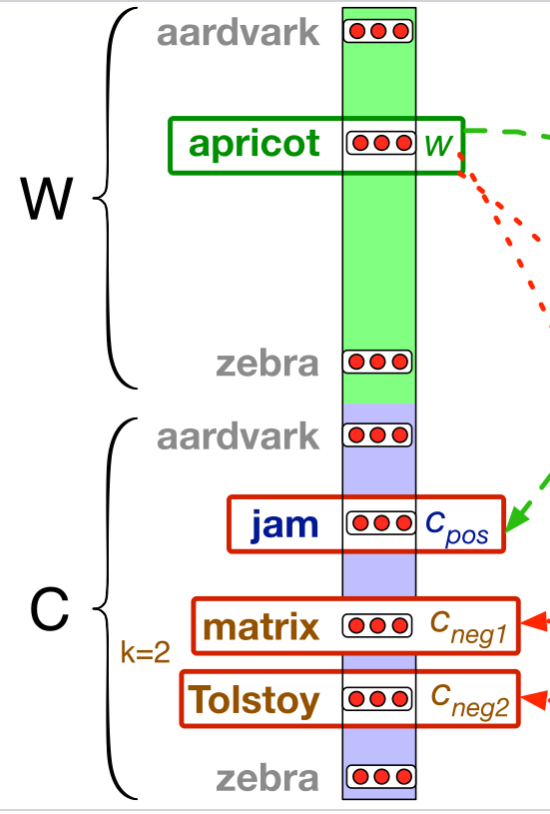 aardvark
apricot w
W
zebra
aardvark
jam c_pos
C
matrix c_neg1
k=2
Tolstoy c_neg2
zebra